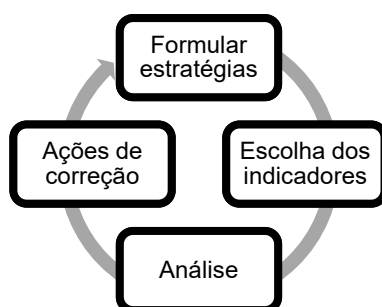 Formular
estratégias
Escolha dos
indicadores
Análise
Ações de
correção